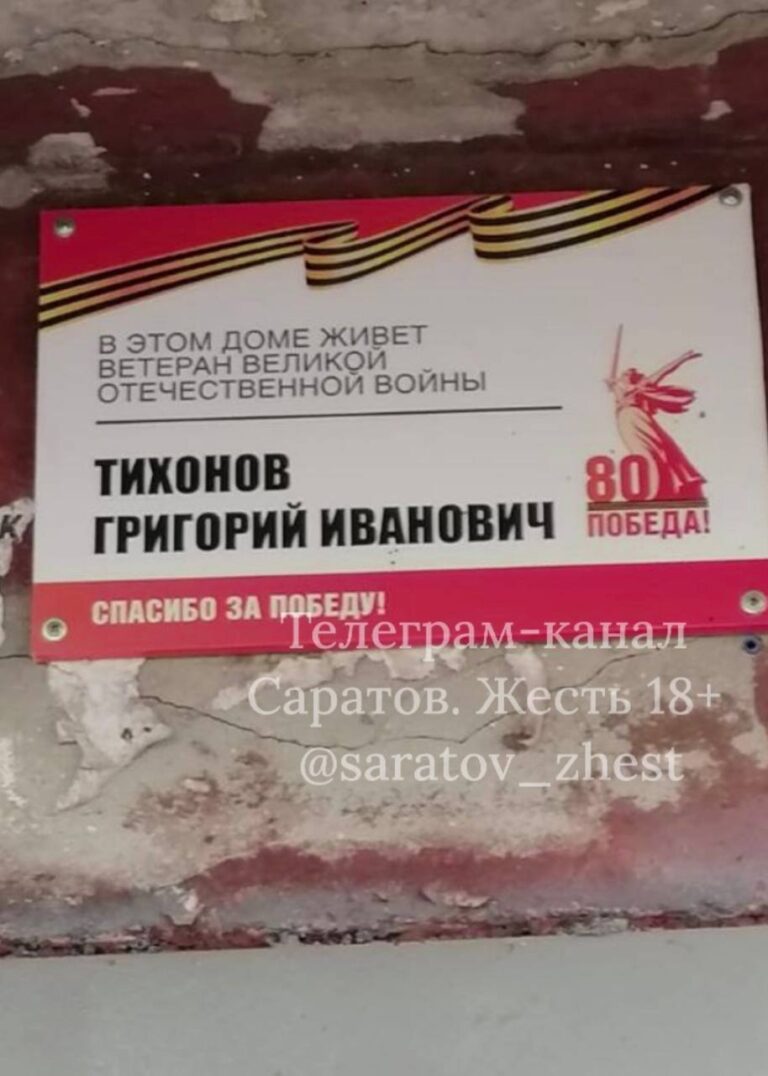 В ЭТОМ ДОМЕ ЖИВЕТ
ВЕТЕРАН ВЕЛИКОЙ
ОТЕЧЕСТВЕННОЙ ВОЙНЫ
ТИХОНОВ
ГРИГОРИЙ ИВАНОВИЧ
80
ПОБЕДА!
СПАСИБО ЗА ПОБЕДУ!
Телеграм-канал
Саратов. Жесть 18+
@saratov_zhest